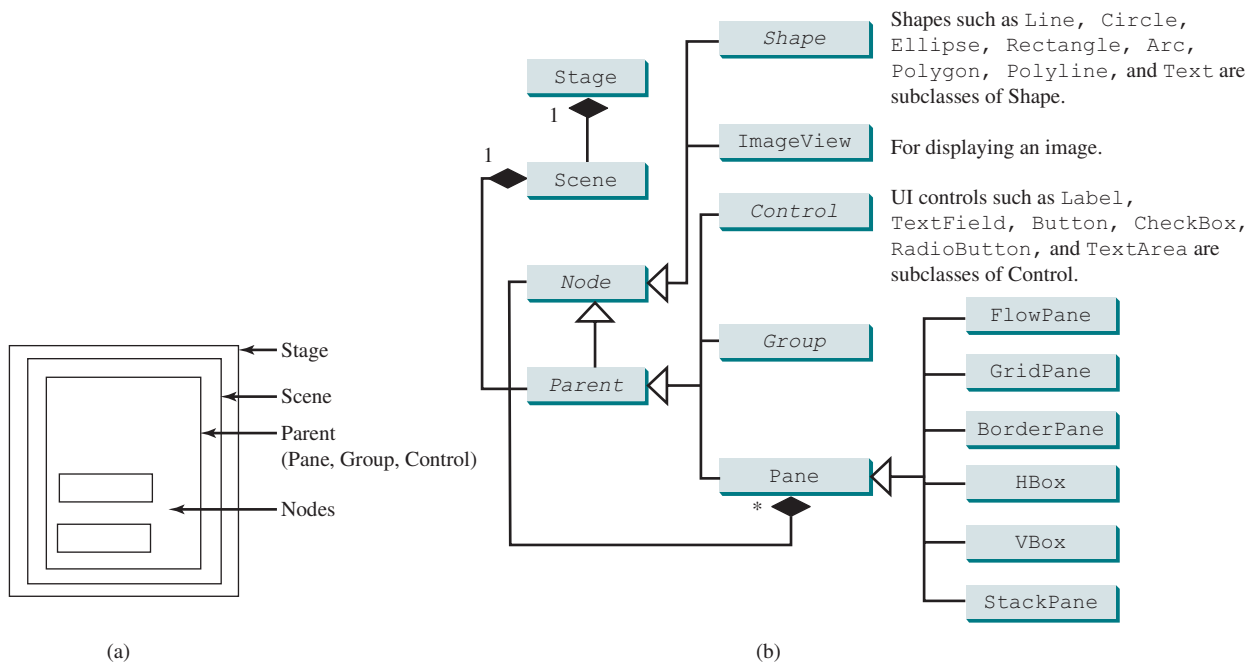 Shape
Shapes such as Line, Circle,
Ellipse, Rectangle, Arc,
Polygon, Polyline, and Text are
subclasses of Shape.
Stage
1
ImageView
For displaying an image.
1
Scene
Control
UI controls such as Label,
TextField, Button, CheckBox,
RadioButton, and TextArea are
subclasses of Control.
Node
FlowPane
Group
Stage
GridPane
Parent
Scene
BorderPane
Parent
(Pane, Group, Control)
Pane
HBox
*
Nodes
VBox
StackPane
(a)
(b)